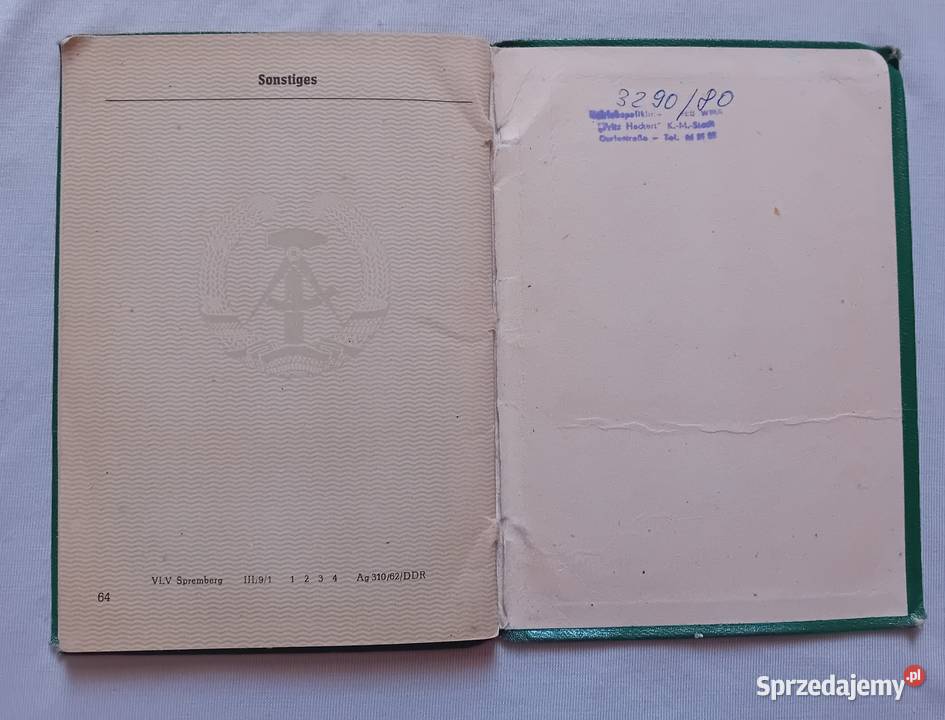 Sonstiges
VLV Spremberg III.9/1 1 2 3 4 Ag 310/62/DDR
64
3290/80
"Fritz Heckert" K.-M.-Stadt
– Tel.
Sprzedajemy.pl